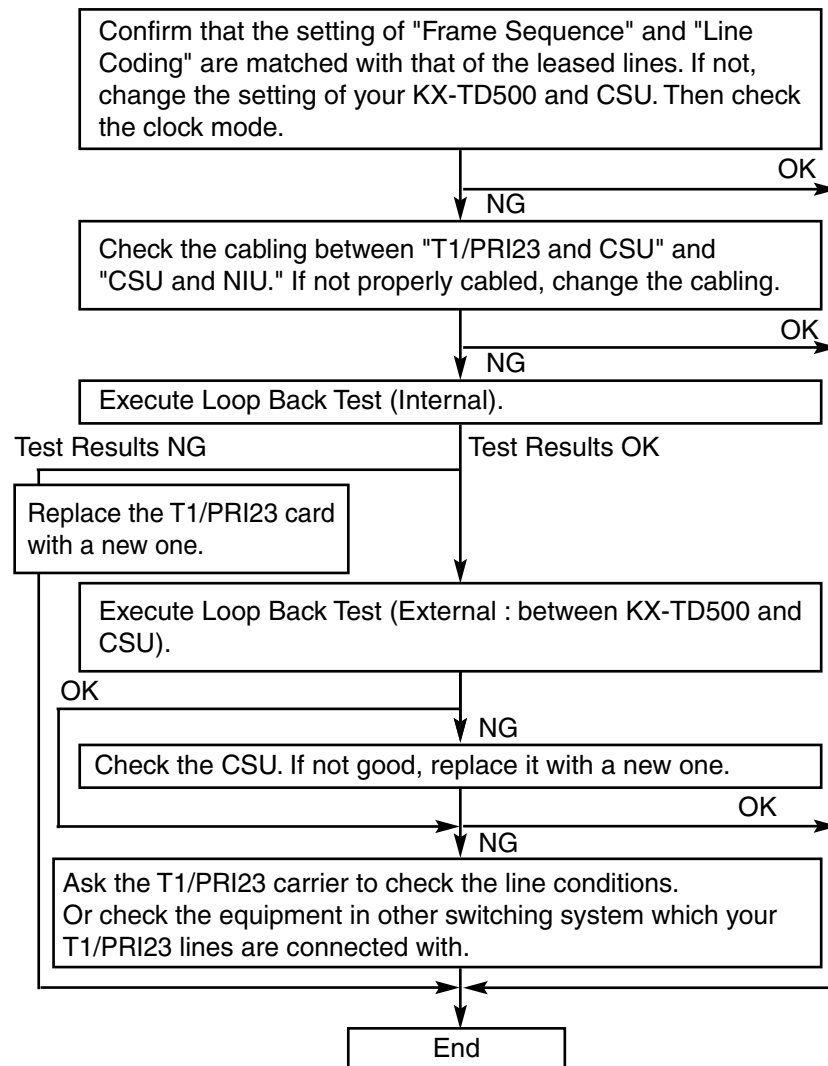 Confirm that the setting of "Frame Sequence" and "Line
Coding" are matched with that of the leased lines. If not,
change the setting of your KX-TD500 and CSU. Then check
the clock mode.
OK
NG
Check the cabling between "T1/PRI23 and CSU" and
"CSU and NIU." If not properly cabled, change the cabling.
OK
NG
Execute Loop Back Test (Internal).
Test Results NG
Test Results OK
Replace the T1/PRI23 card
with a new one.
Execute Loop Back Test (External : between KX-TD500 and
CSU).
OK
NG
Check the CSU. If not good, replace it with a new one.
OK
NG
Ask the T1/PRI23 carrier to check the line conditions.
Or check the equipment in other switching system which your
T1/PRI23 lines are connected with.
End